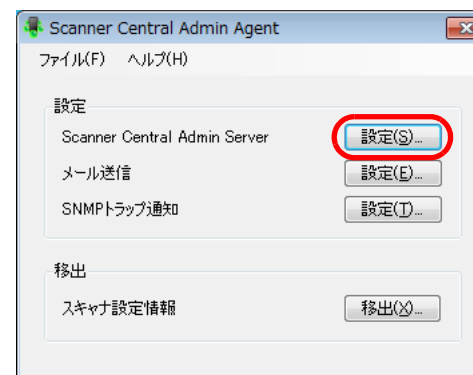 Scanner Central Admin Agent
ファイル(F) ヘルプ(H)
設定
Scanner Central Admin Server 設定(S)...
メール送信 設定(E)...
SNMPトラップ通知 設定(T)...
移出
スキャナ設定情報 移出(X)...